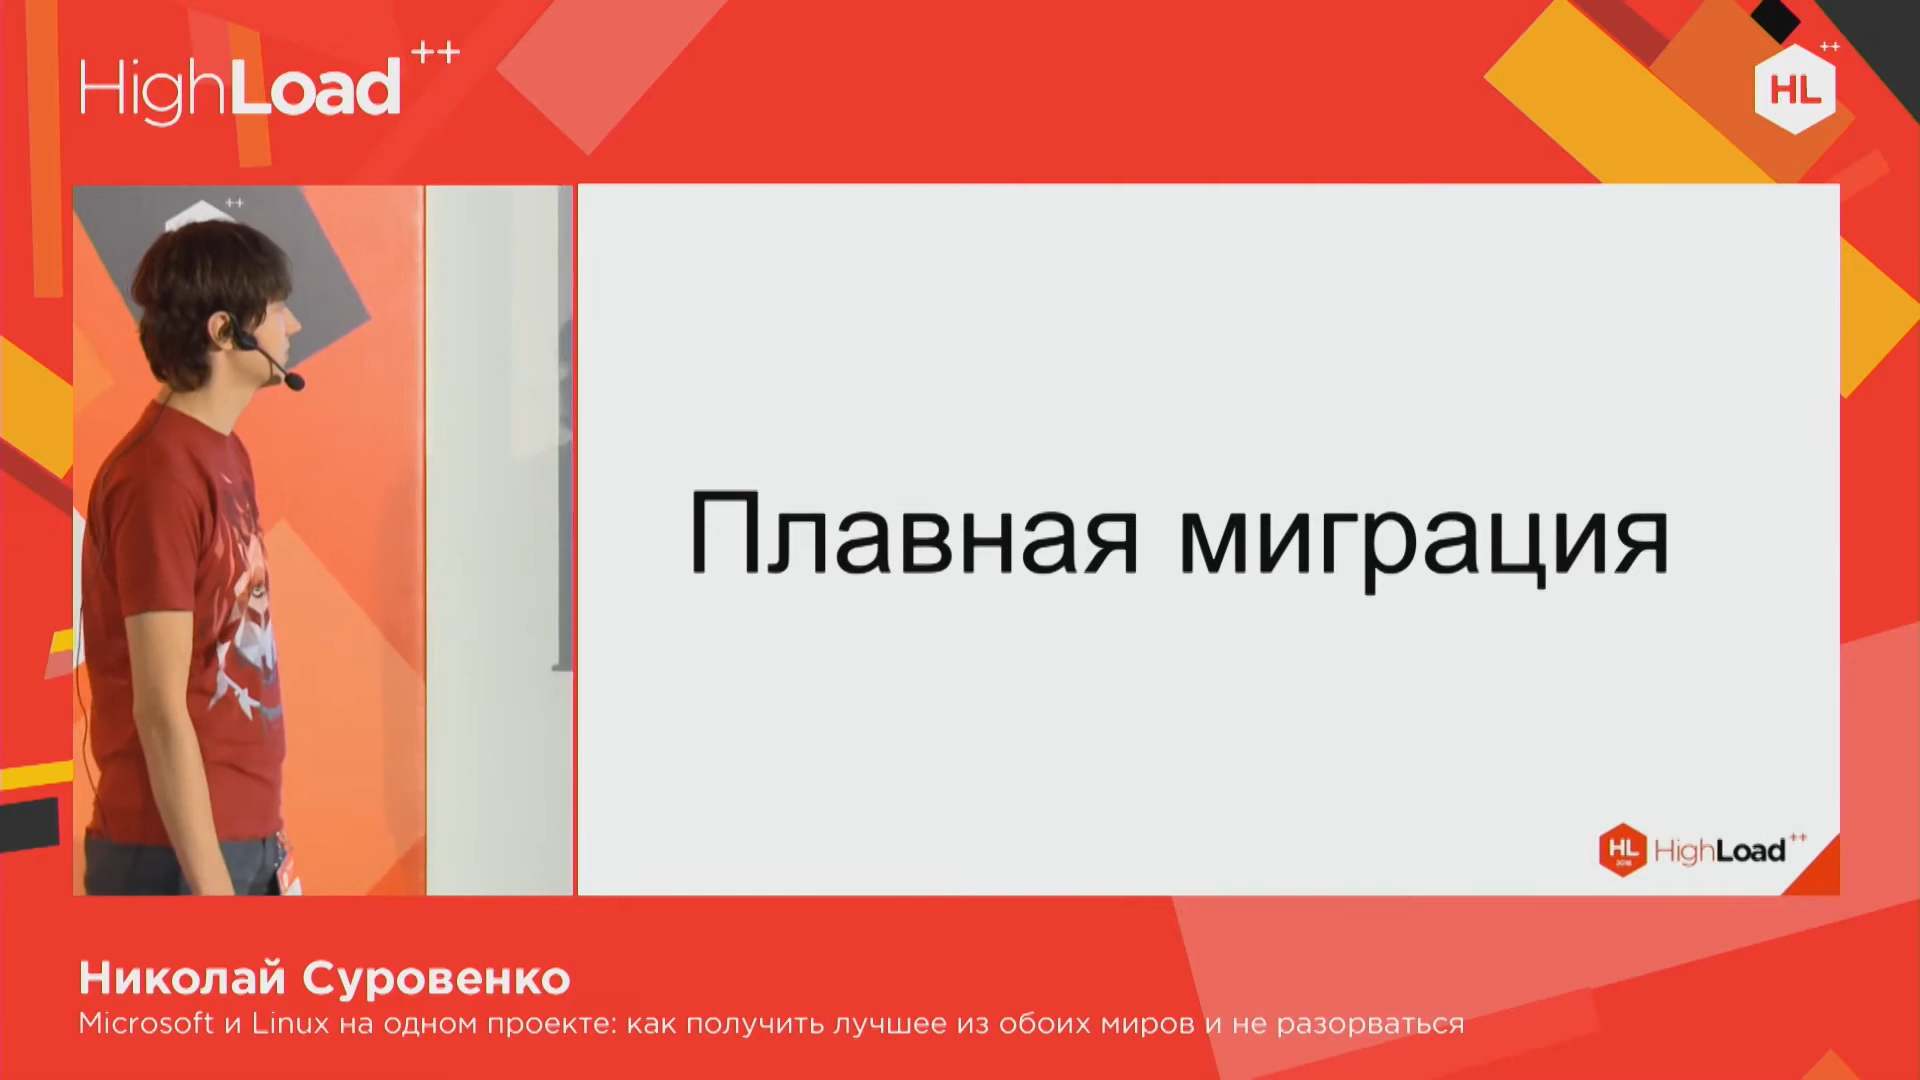 HighLoad++
HL++
++
Плавная миграция
HL
2018
HighLoad++
Николай Суровенко
Microsoft и Linux на одном проекте: как получить лучшее из обоих миров и не разорваться